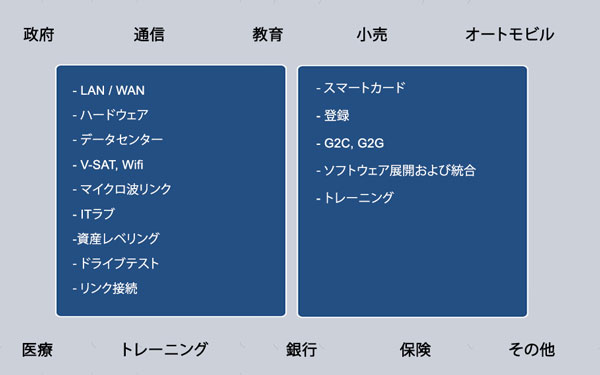 政府 通信 教育 小売 オートモビル
- LAN / WAN
- ハードウェア
- データセンター
- V-SAT, Wifi
- マイクロ波リンク
- ITラブ
-資産レベリング
- ドライブテスト
- リンク接続
- スマートカード
- 登録
- G2C, G2G
- ソフトウェア展開および統合
- トレーニング
医療 トレーニング 銀行 保険 その他